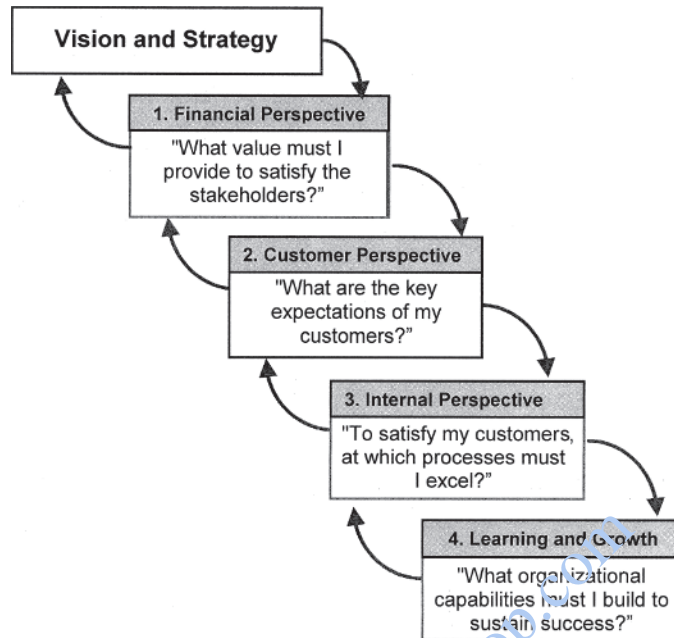 Vision and Strategy
1. Financial Perspective
"What value must I
provide to satisfy the
stakeholders?"
2. Customer Perspective
"What are the key
expectations of my
customers?"
3. Internal Perspective
"To satisfy my customers,
at which processes must
I excel?"
4. Learning and Growth
"What organizational
capabilities must I build to
sustain success?"